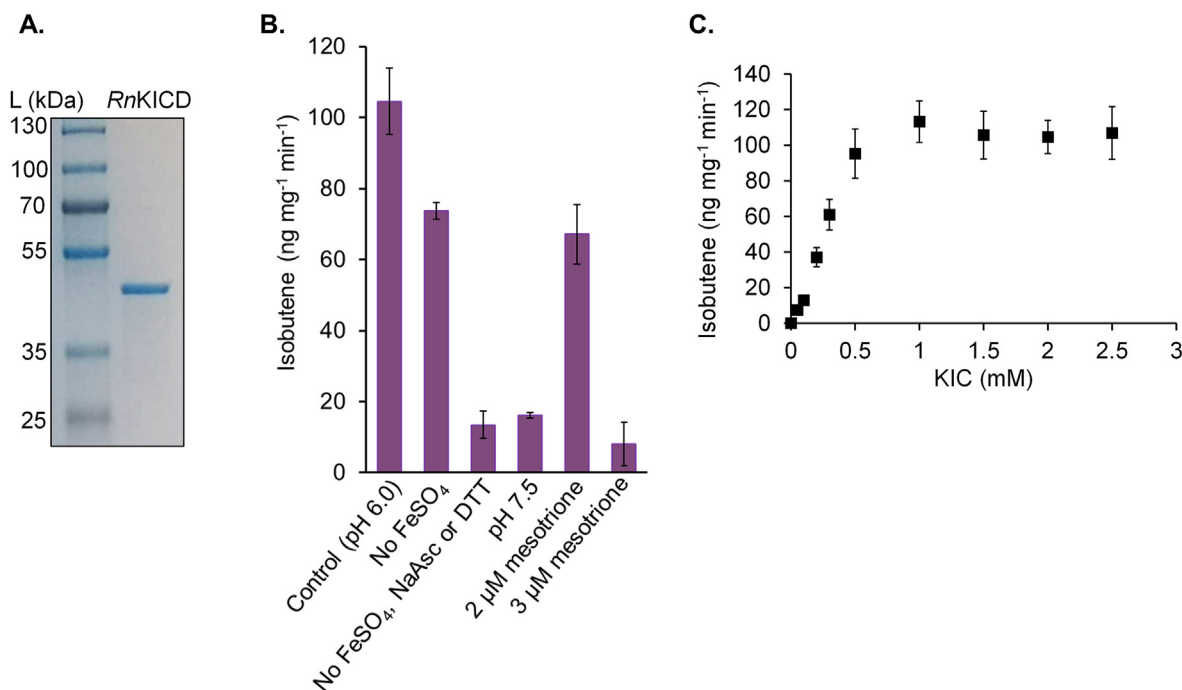 A.
L (kDa) RnKICD
130
100
70
55
35
25
B.
Isobutene (ng mg⁻¹ min⁻¹)
120
100
80
60
40
20
0
Control (pH 6.0)
No FeSO₄
No FeSO₄, NaAsc or DTT
pH 7.5
2 µM mesotrione
3 µM mesotrione
C.
Isobutene (ng mg⁻¹ min⁻¹)
140
120
100
80
60
40
20
0
0 0.5 1 1.5 2 2.5 3
KIC (mM)